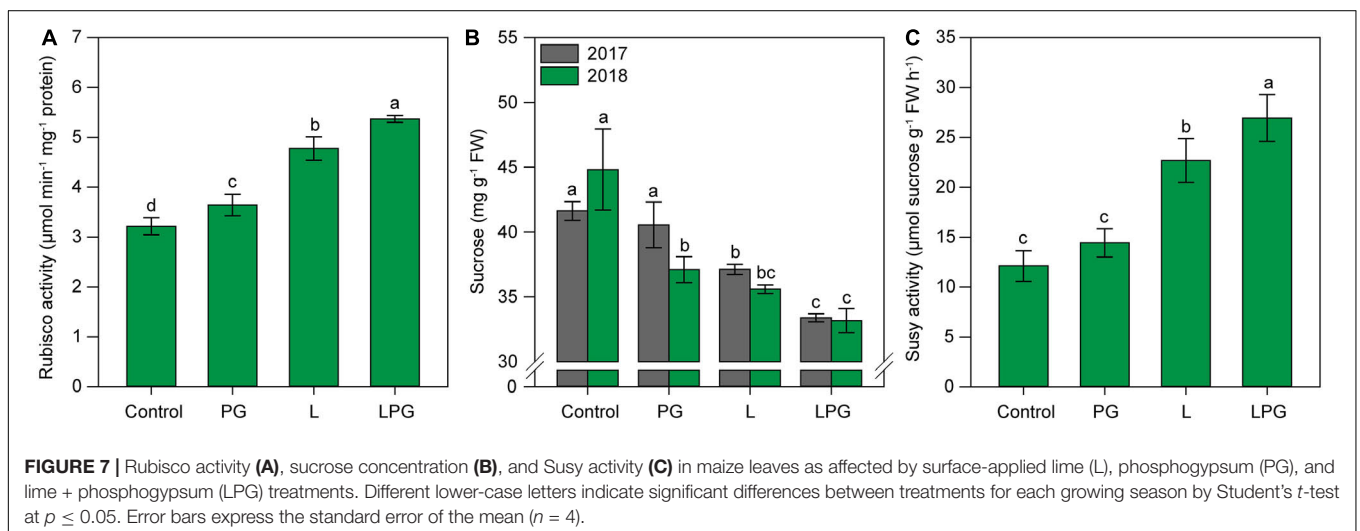 A
7
6
5
4
3
2
1
0
Rubisco activity (µmol min⁻¹ mg⁻¹ protein)
d
c
b
a
Control PG L LPG
B
55
50
45
40
35
30
0
Sucrose (mg g⁻¹ FW)
2017
2018
a a
a b
b bc
c c
Control PG L LPG
C
35
30
25
20
15
10
5
0
Susy activity (µmol sucrose g⁻¹ FW h⁻¹)
c
c
b
a
Control PG L LPG
FIGURE 7 | Rubisco activity (A), sucrose concentration (B), and Susy activity (C) in maize leaves as affected by surface-applied lime (L), phosphogypsum (PG), and
lime + phosphogypsum (LPG) treatments. Different lower-case letters indicate significant differences between treatments for each growing season by Student's t-test
at p ≤ 0.05. Error bars express the standard error of the mean (n = 4).